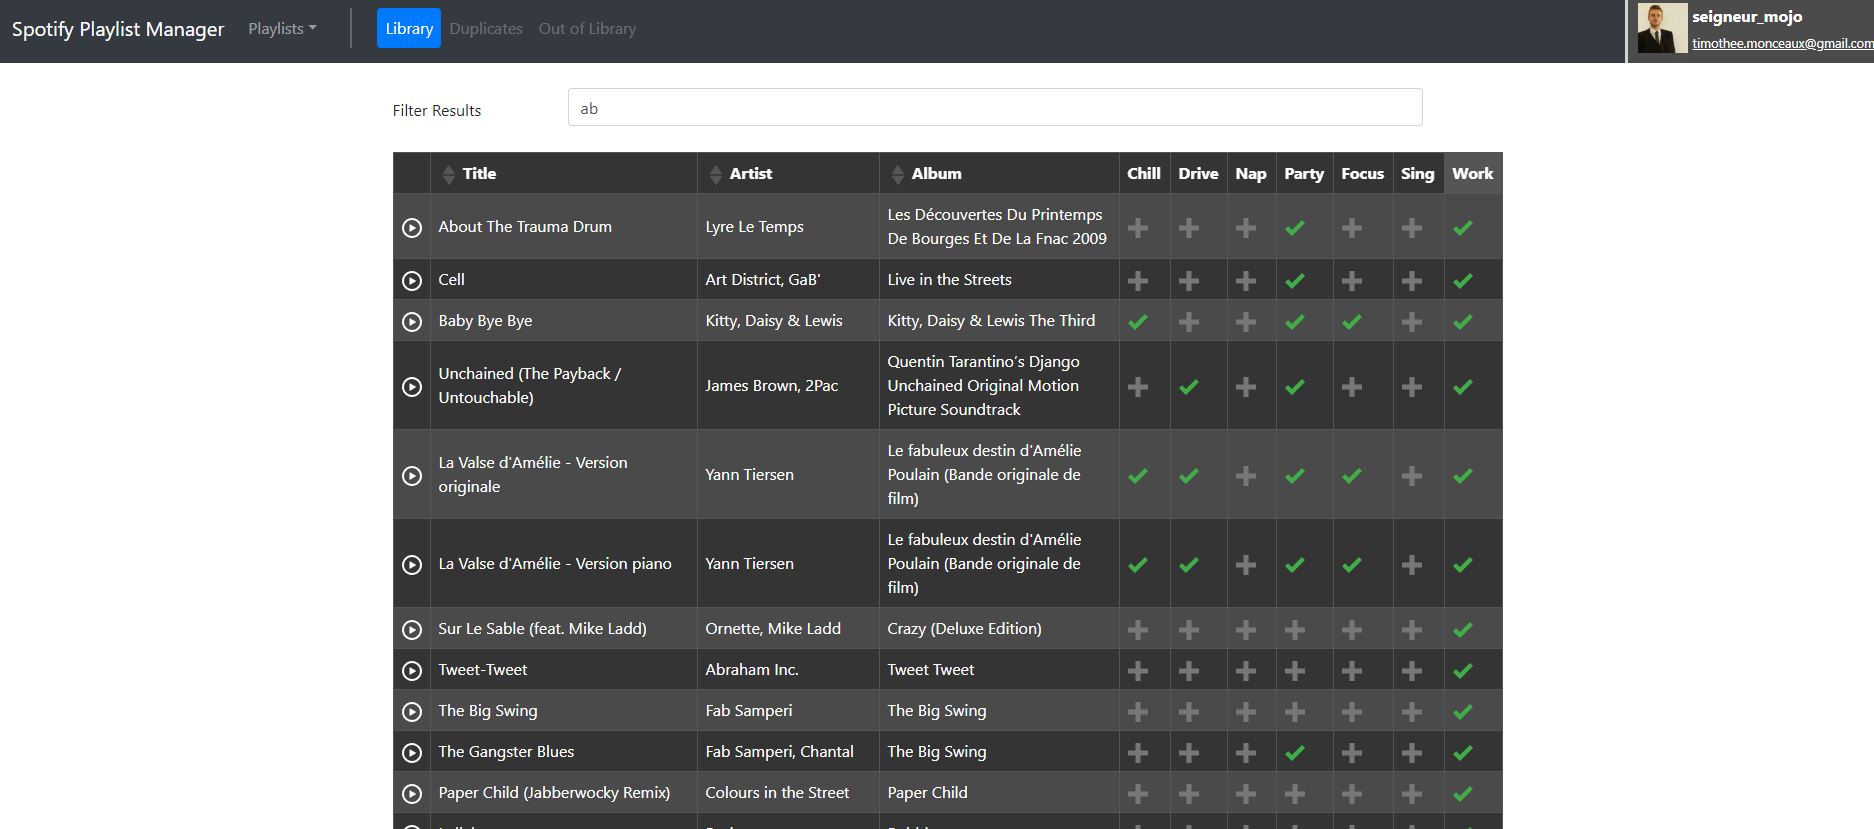 Spotify Playlist Manager Playlists Library Duplicates Out of Library seigneur_mojo
timothee.monceaux@gmail.com
Filter Results ab
Title Artist Album Chill Drive Nap Party Focus Sing Work
About The Trauma Drum Lyre Le Temps Les Découvertes Du Printemps
De Bourges Et De La Fnac 2009
Cell Art District, GaB' Live in the Streets
Baby Bye Bye Kitty, Daisy & Lewis Kitty, Daisy & Lewis The Third
Unchained (The Payback /
Untouchable)
James Brown, 2Pac
Quentin Tarantino’s Django
Unchained Original Motion
Picture Soundtrack
La Valse d'Amélie - Version
originale
Yann Tiersen
Le fabuleux destin d'Amélie
Poulain (Bande originale de
film)
La Valse d'Amélie - Version piano
Yann Tiersen
Le fabuleux destin d'Amélie
Poulain (Bande originale de
film)
Sur Le Sable (feat. Mike Ladd) Ornette, Mike Ladd Crazy (Deluxe Edition)
Tweet-Tweet Abraham Inc. Tweet Tweet
The Big Swing Fab Samperi The Big Swing
The Gangster Blues Fab Samperi, Chantal The Big Swing
Paper Child (Jabberwocky Remix) Colours in the Street Paper Child